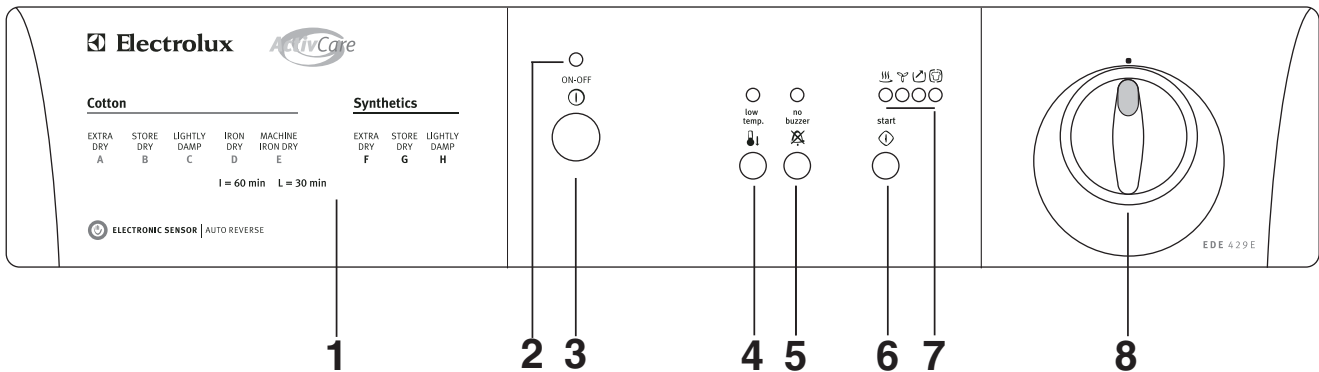 Electrolux ActivCare
Cotton
EXTRA DRY STORE DRY LIGHTLY DAMP IRON DRY MACHINE IRON DRY
A B C D E
I = 60 min L = 30 min
Synthetics
EXTRA DRY STORE DRY LIGHTLY DAMP
F G H
ELECTRONIC SENSOR | AUTO REVERSE
ON-OFF
low
temp.
no
buzzer
start
EDE 429E
1 2 3 4 5 6 7 8